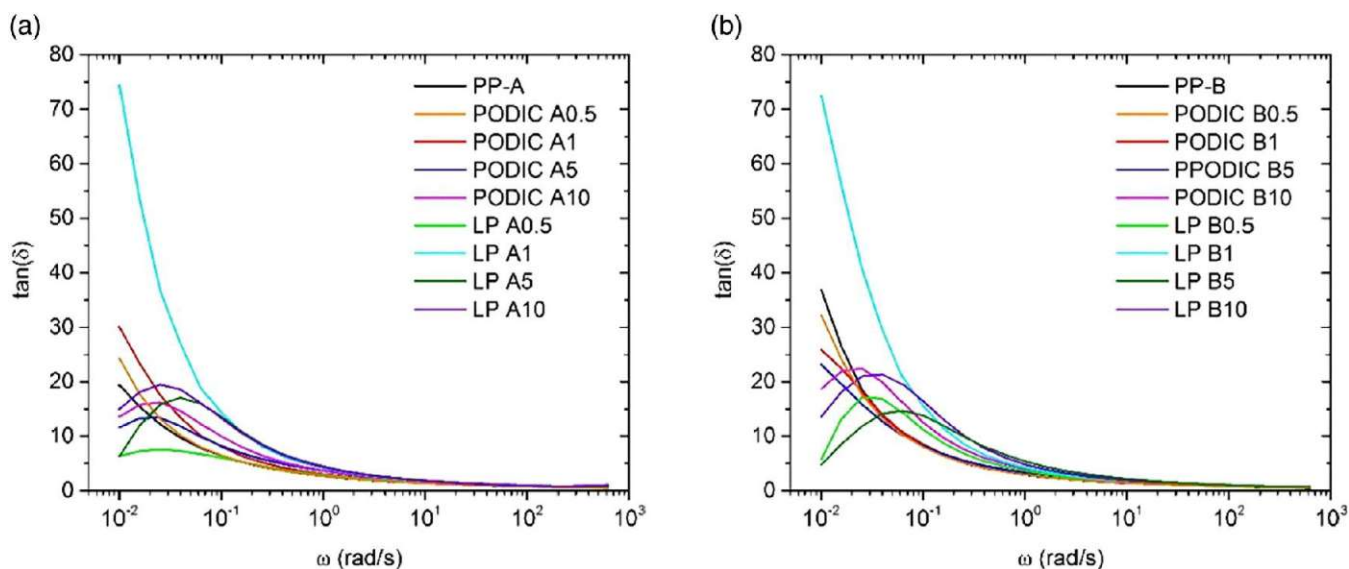 (a)
80
70
60
50
40
30
20
10
0
tan(δ)
PP-A
PODIC A0.5
PODIC A1
PODIC A5
PODIC A10
LP A0.5
LP A1
LP A5
LP A10
10⁻² 10⁻¹ 10⁰ 10¹ 10² 10³
ω (rad/s)
(b)
80
70
60
50
40
30
20
10
0
tan(δ)
PP-B
PODIC B0.5
PODIC B1
PPODIC B5
PODIC B10
LP B0.5
LP B1
LP B5
LP B10
10⁻² 10⁻¹ 10⁰ 10¹ 10² 10³
ω (rad/s)